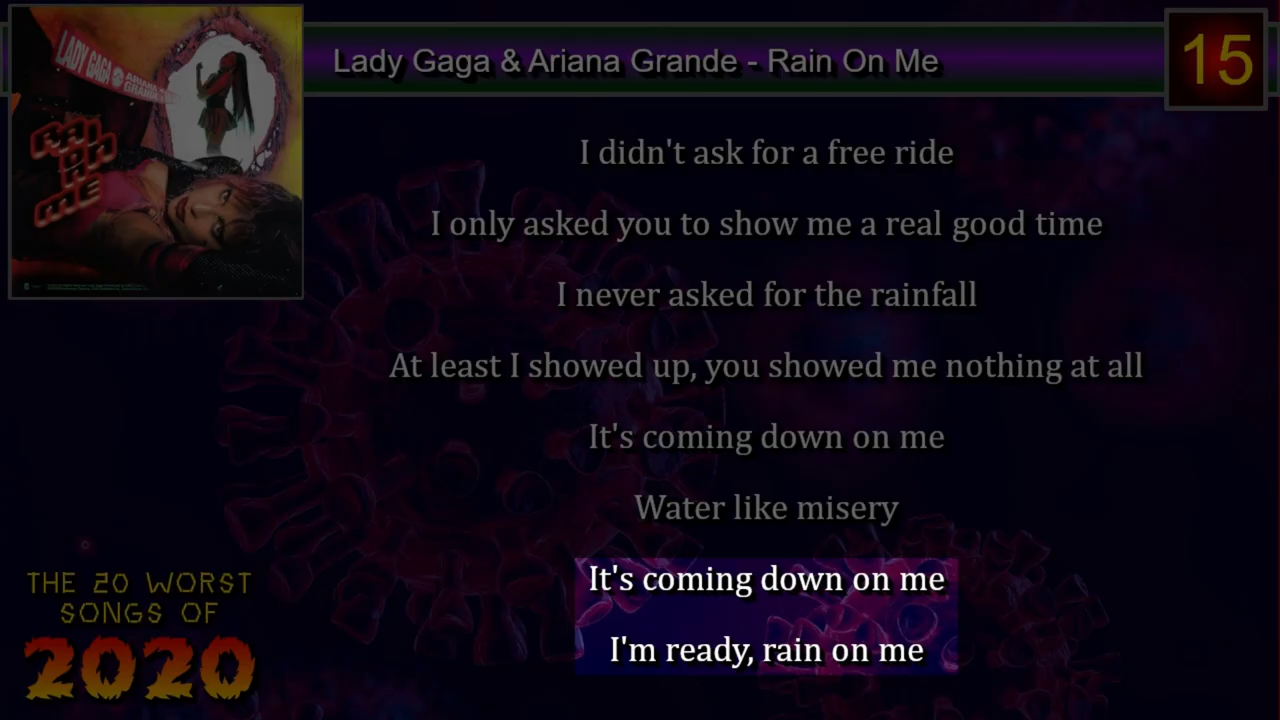 LADY GAGA
ARIANA
GRANDE
RAIN
ON
ME
Lady Gaga & Ariana Grande - Rain On Me
15
I didn't ask for a free ride
I only asked you to show me a real good time
I never asked for the rainfall
At least I showed up, you showed me nothing at all
It's coming down on me
Water like misery
It's coming down on me
I'm ready, rain on me
THE 20 WORST
SONGS OF
2020